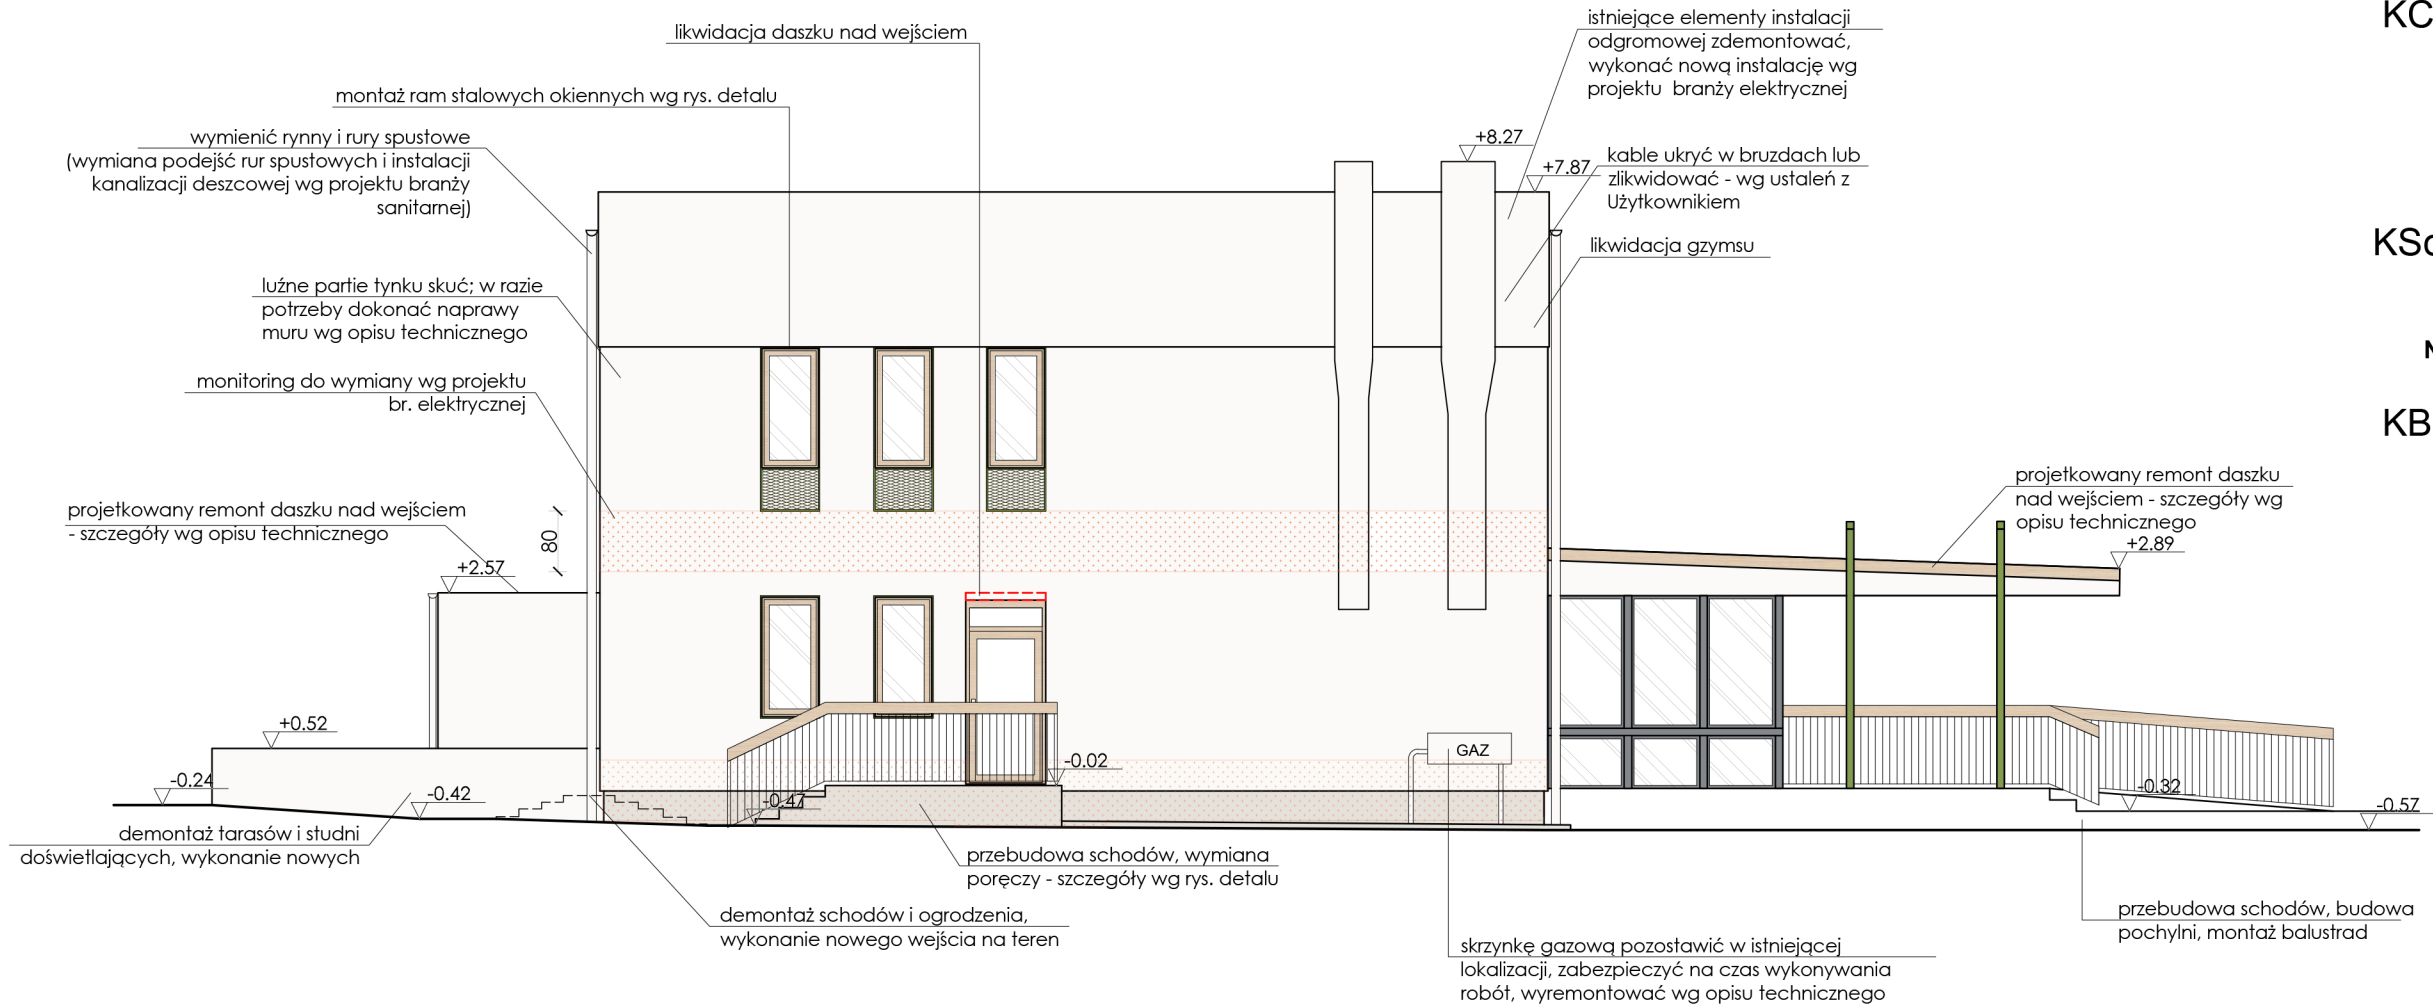 likwidacja daszku nad wejściem
montaż ram stalowych okiennych wg rys. detalu
wymienić rynny i rury spustowe
(wymiana podejść rur spustowych i instalacji
kanalizacji deszcowej wg projektu branży
sanitarnej)
luźne partie tynku skuć; w razie
potrzeby dokonać naprawy
muru wg opisu technicznego
monitoring do wymiany wg projektu
br. elektrycznej
projetkowany remont daszku nad wejściem
- szczegóły wg opisu technicznego
80
+2.57
+0.52
-0.24
-0.42
-0.47
-0.02
demontaż tarasów i studni
doświetlających, wykonanie nowych
przebudowa schodów, wymiana
poręczy - szczegóły wg rys. detalu
demontaż schodów i ogrodzenia,
wykonanie nowego wejścia na teren
istniejące elementy instalacji
odgromowej zdemontować,
wykonać nową instalację wg
projektu branży elektrycznej
+8.27
+7.87
kable ukryć w bruzdach lub
zlikwidować - wg ustaleń z
Użytkownikiem
likwidacja gzymsu
projetkowany remont daszku
nad wejściem - szczegóły wg
opisu technicznego
+2.89
GAZ
-0.32
-0.57
skrzynkę gazową pozostawić w istniejącej
lokalizacji, zabezpieczyć na czas wykonywania
robót, wyremontować wg opisu technicznego
przebudowa schodów, budowa
pochylni, montaż balustrad
KC
KB